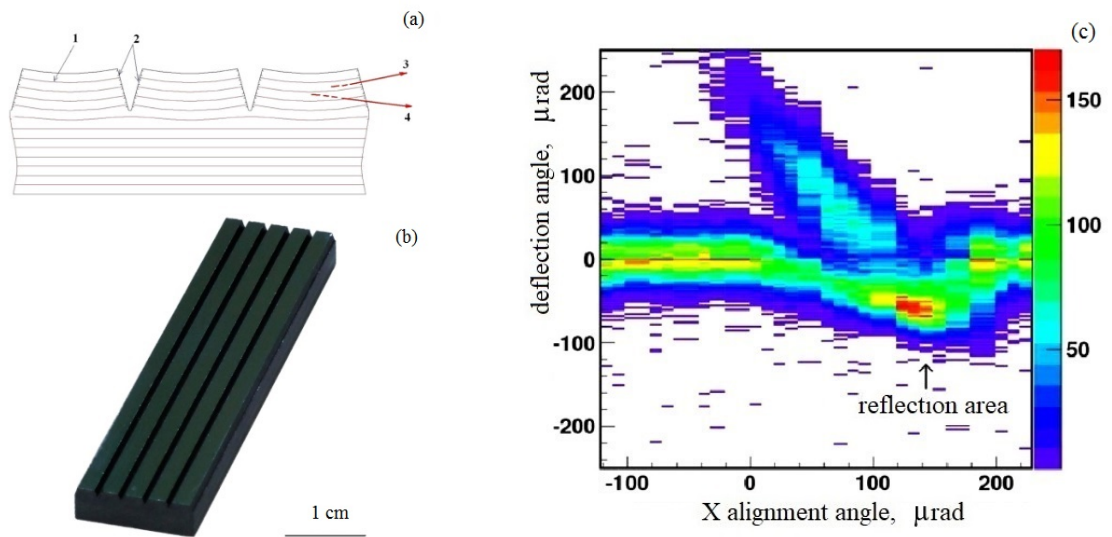 (a)
1
2
3
4
(b)
1 cm
(c)
deflection angle, μrad
200
100
0
-100
-200
-100
0
100
200
X alignment angle, μrad
reflection area
150
100
50